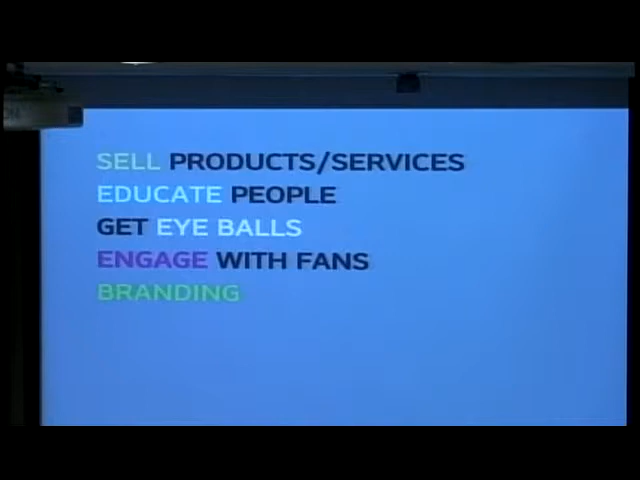 SELL PRODUCTS/SERVICES
EDUCATE PEOPLE
GET EYE BALLS
ENGAGE WITH FANS
BRANDING